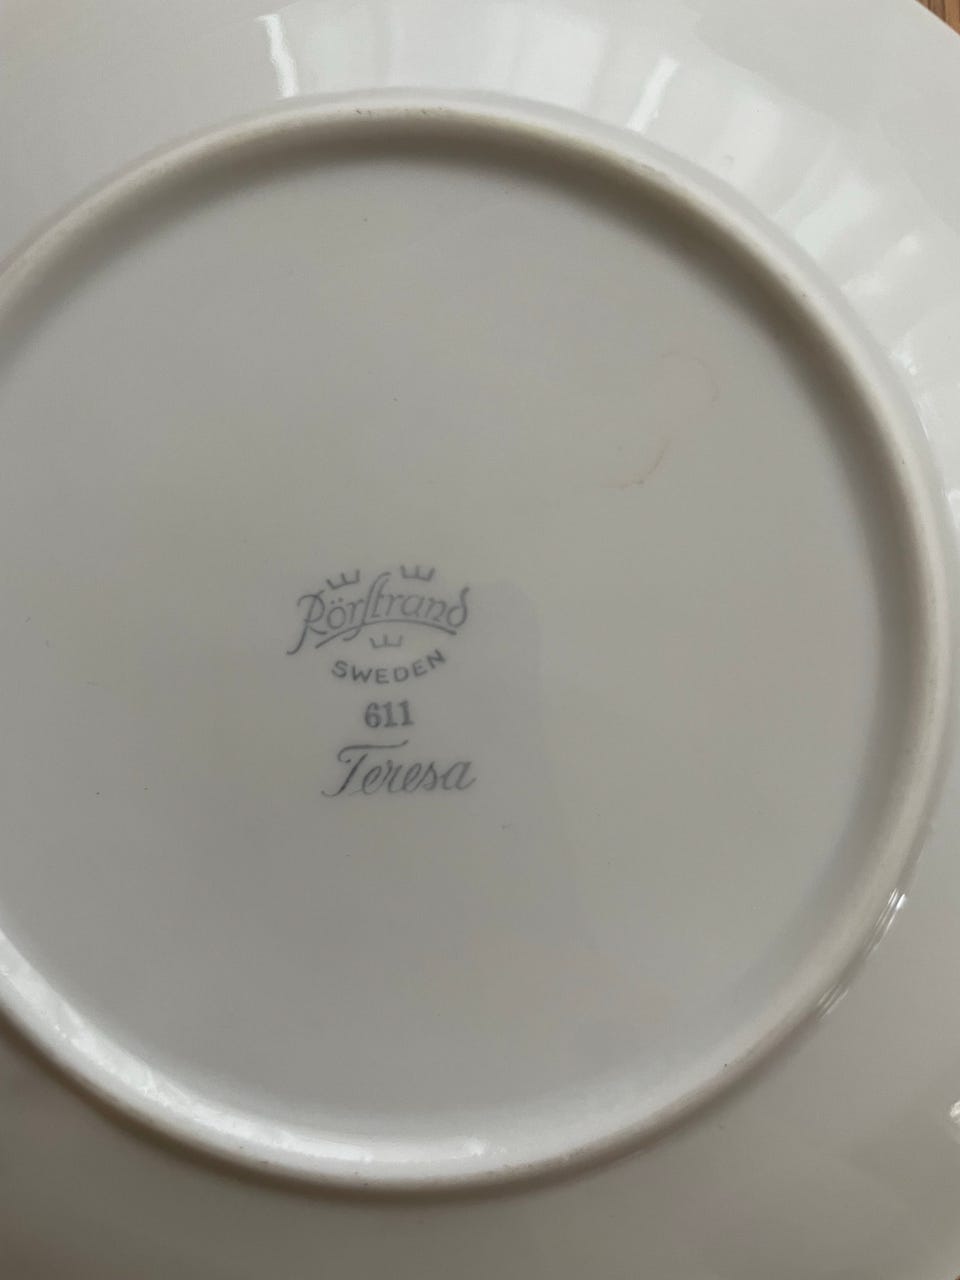 Rörstrand
SWEDEN
611
Teresa